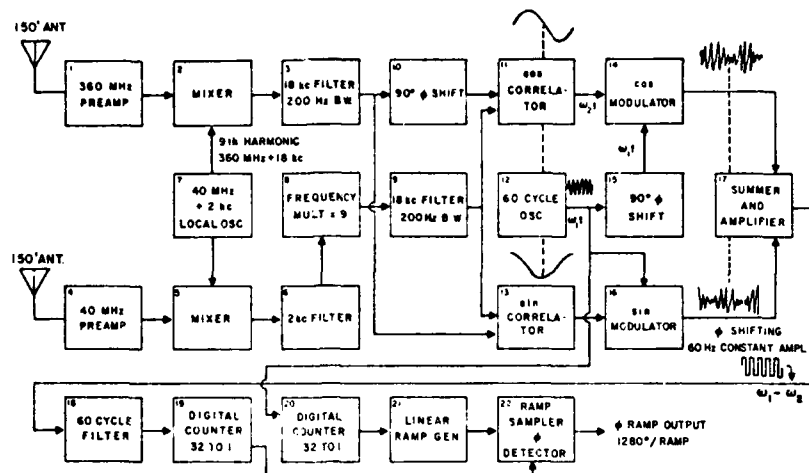 150' ANT
1
360 MHz
PREAMP
2
MIXER
3
18 kc FILTER
200 Hz B W
10
90° φ SHIFT
11
cos
CORRELA-
TOR
ω₂t
14
cos
MODULATOR
9th HARMONIC
360 MHz + 18 kc
ω₁t
7
40 MHz
+ 2 kc
LOCAL OSC
8
FREQUENCY
MULT × 9
9
18 kc FILTER
200 Hz B W
12
60 CYCLE
OSC
ω₁t
15
90° φ
SHIFT
17
SUMMER
AND
AMPLIFIER
150' ANT.
4
40 MHz
PREAMP
5
MIXER
6
2 kc FILTER
13
sin
CORRELA-
TOR
16
sin
MODULATOR
φ SHIFTING
60 Hz CONSTANT AMPL
ω₁ - ω₂
18
60 CYCLE
FILTER
19
DIGITAL
COUNTER
32 TO 1
20
DIGITAL
COUNTER
32 TO 1
21
LINEAR
RAMP GEN
22
RAMP
SAMPLER
φ
DETECTOR
φ RAMP OUTPUT
1280°/RAMP